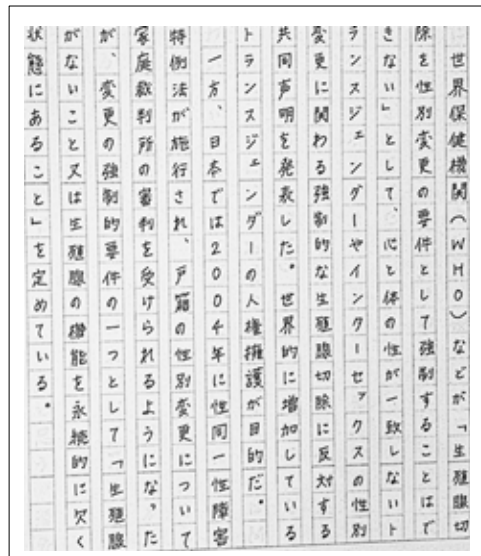 世界保健機関（WHO）などが「生殖腺切
除を性別変更の要件として強制することはで
きない」として、心と体の性が一致しないト
ランスジェンダーやインターセックスの性別
変更に関わる強制的な生殖腺切除に反対する
共同声明を発表した。世界的に増加している
トランスジェンダーの人権擁護が目的だ。
一方、日本では2004年に性同一性障害
特例法が施行され、戸籍の性別変更について
家庭裁判所の審判を受けられるようになった
が、変更の強制的要件の一つとして「生殖腺
がないこと又は生殖腺の機能を永続的に欠く
状態にあること」を定めている。